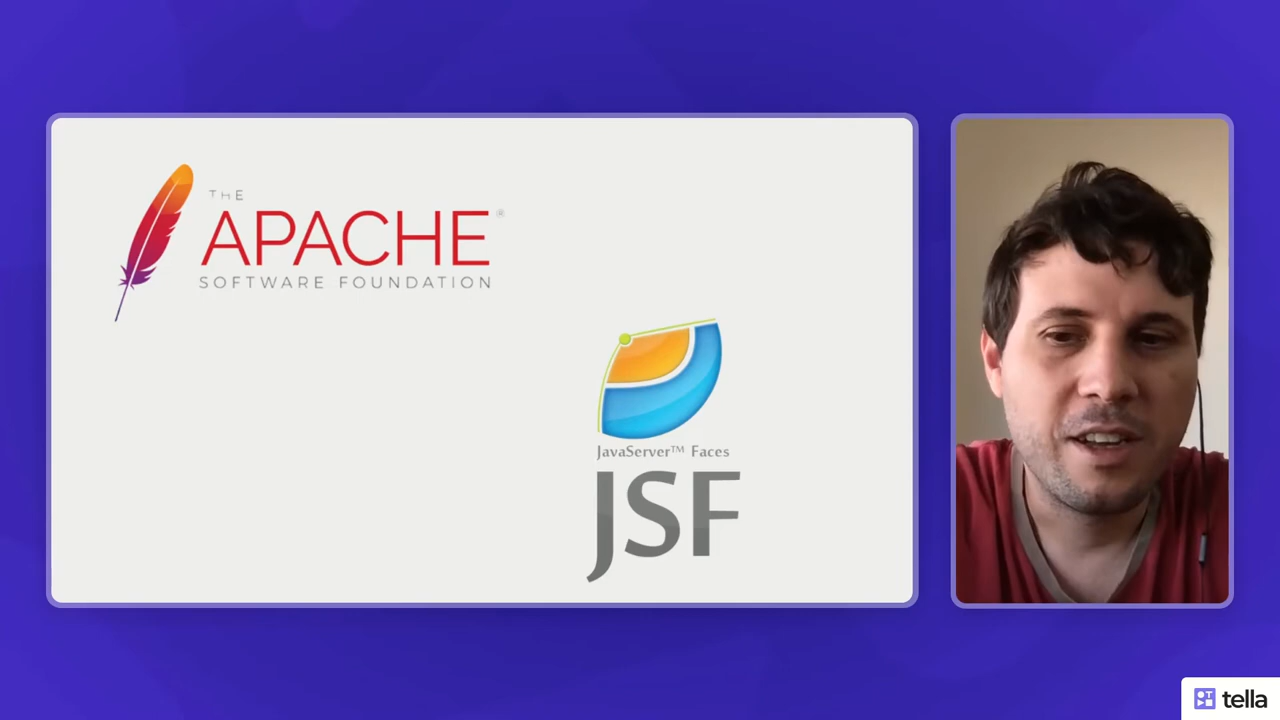 THE
APACHE®
SOFTWARE FOUNDATION
JavaServer™ Faces
JSF
tella